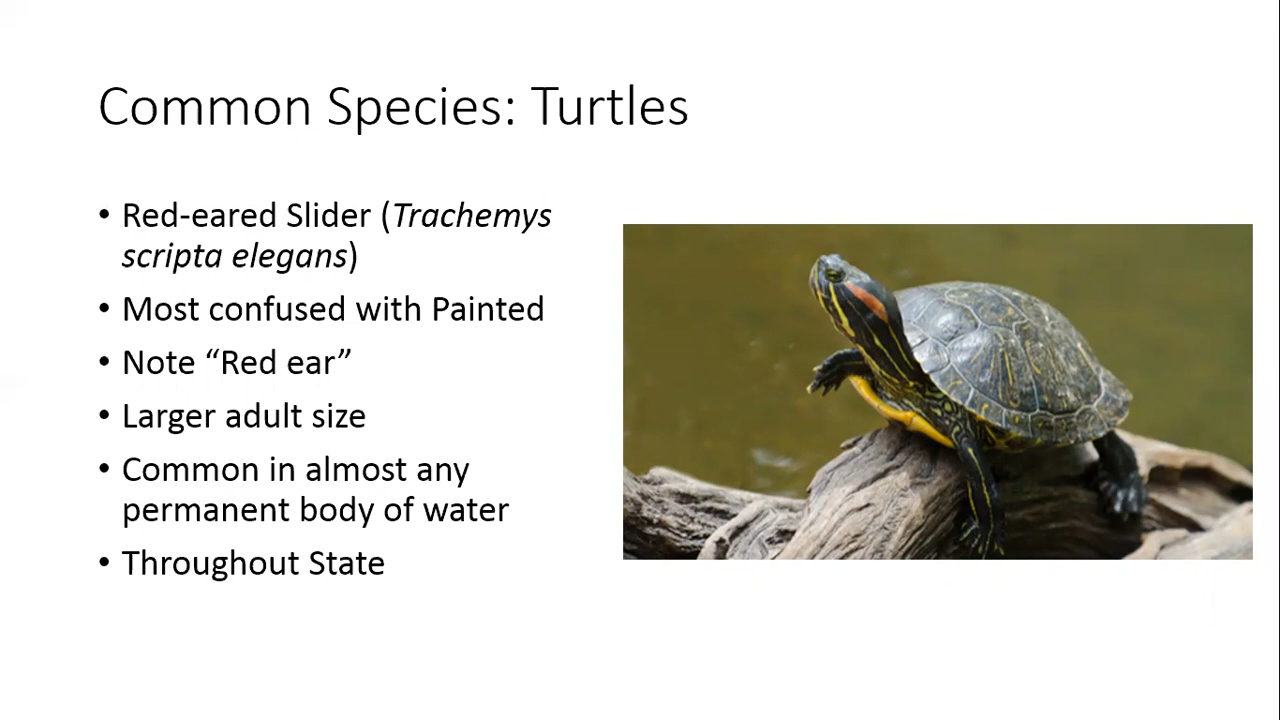 Common Species: Turtles
• Red-eared Slider (Trachemys
scripta elegans)
• Most confused with Painted
• Note “Red ear”
• Larger adult size
• Common in almost any
permanent body of water
• Throughout State